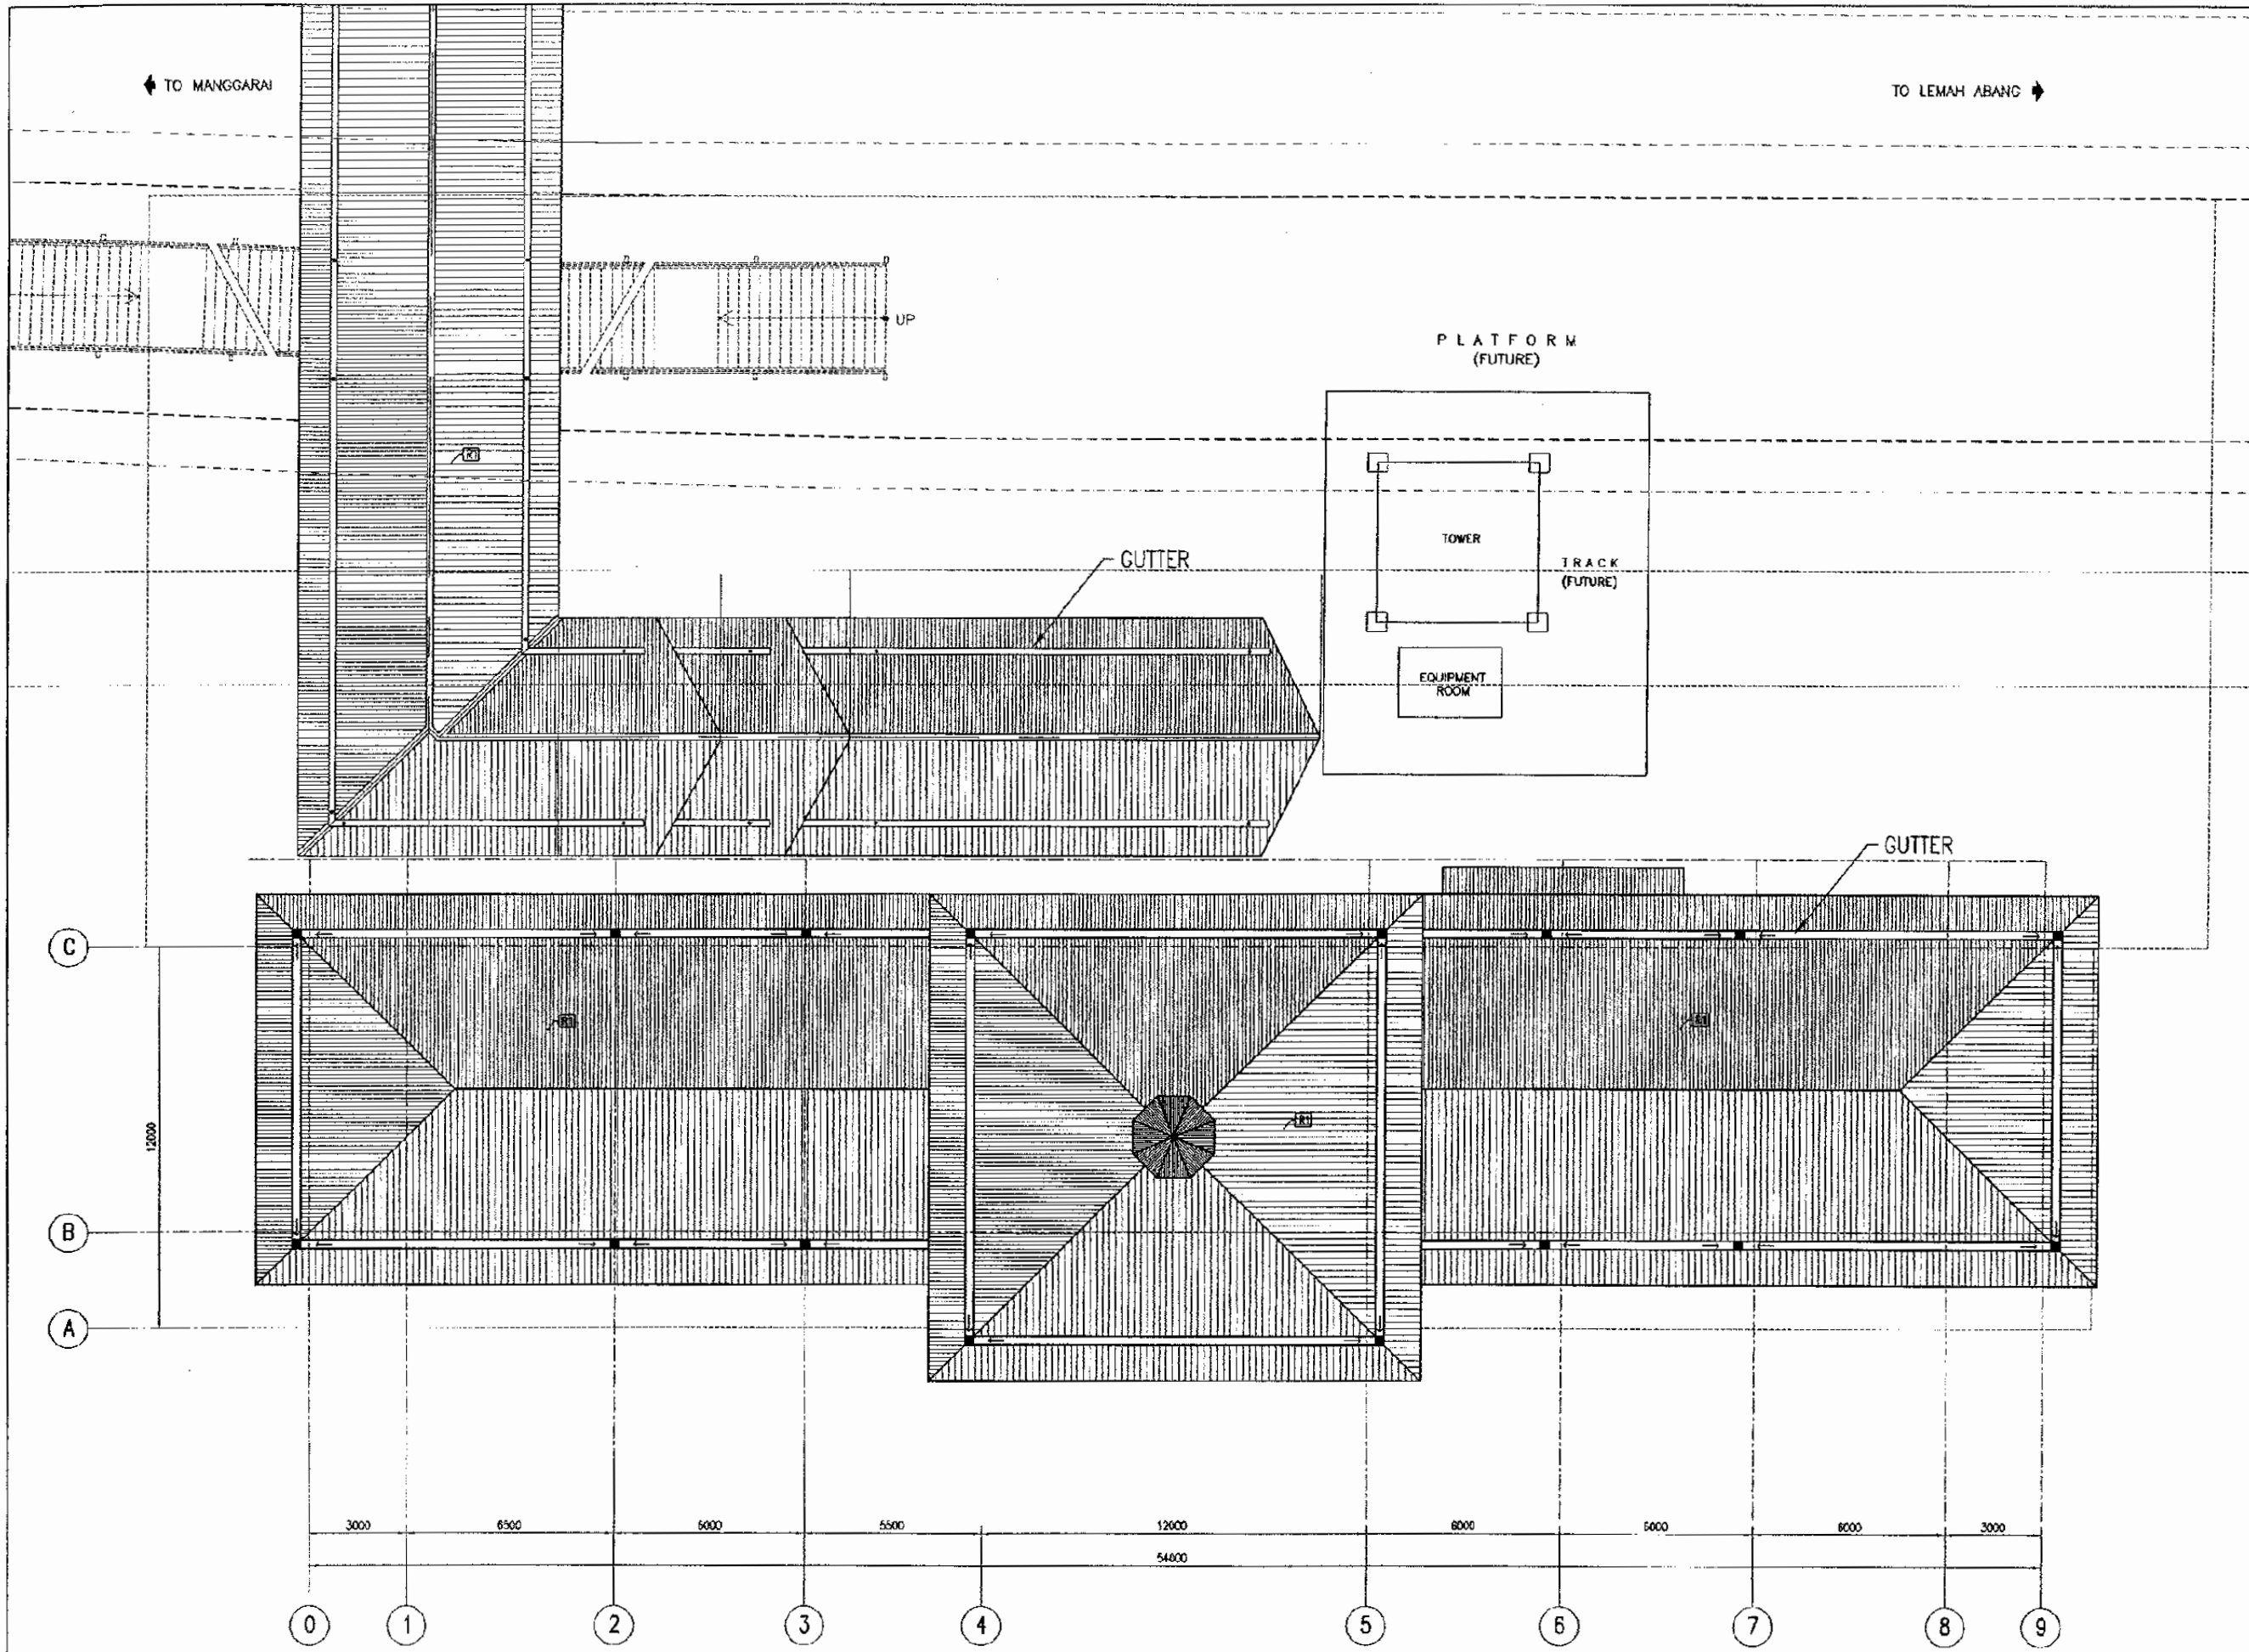 TO MANGGARAI
TO LEMAH ABANG
UP
PLATFORM
(FUTURE)
R1
TOWER
GUTTER
TRACK
(FUTURE)
EQUIPMENT
ROOM
GUTTER
C
R1
R1
12000
R1
B
A
3000 6500 6000 5500 12000 6000 6000 6000 3000
54000
0 1 2 3 4 5 6 7 8 9